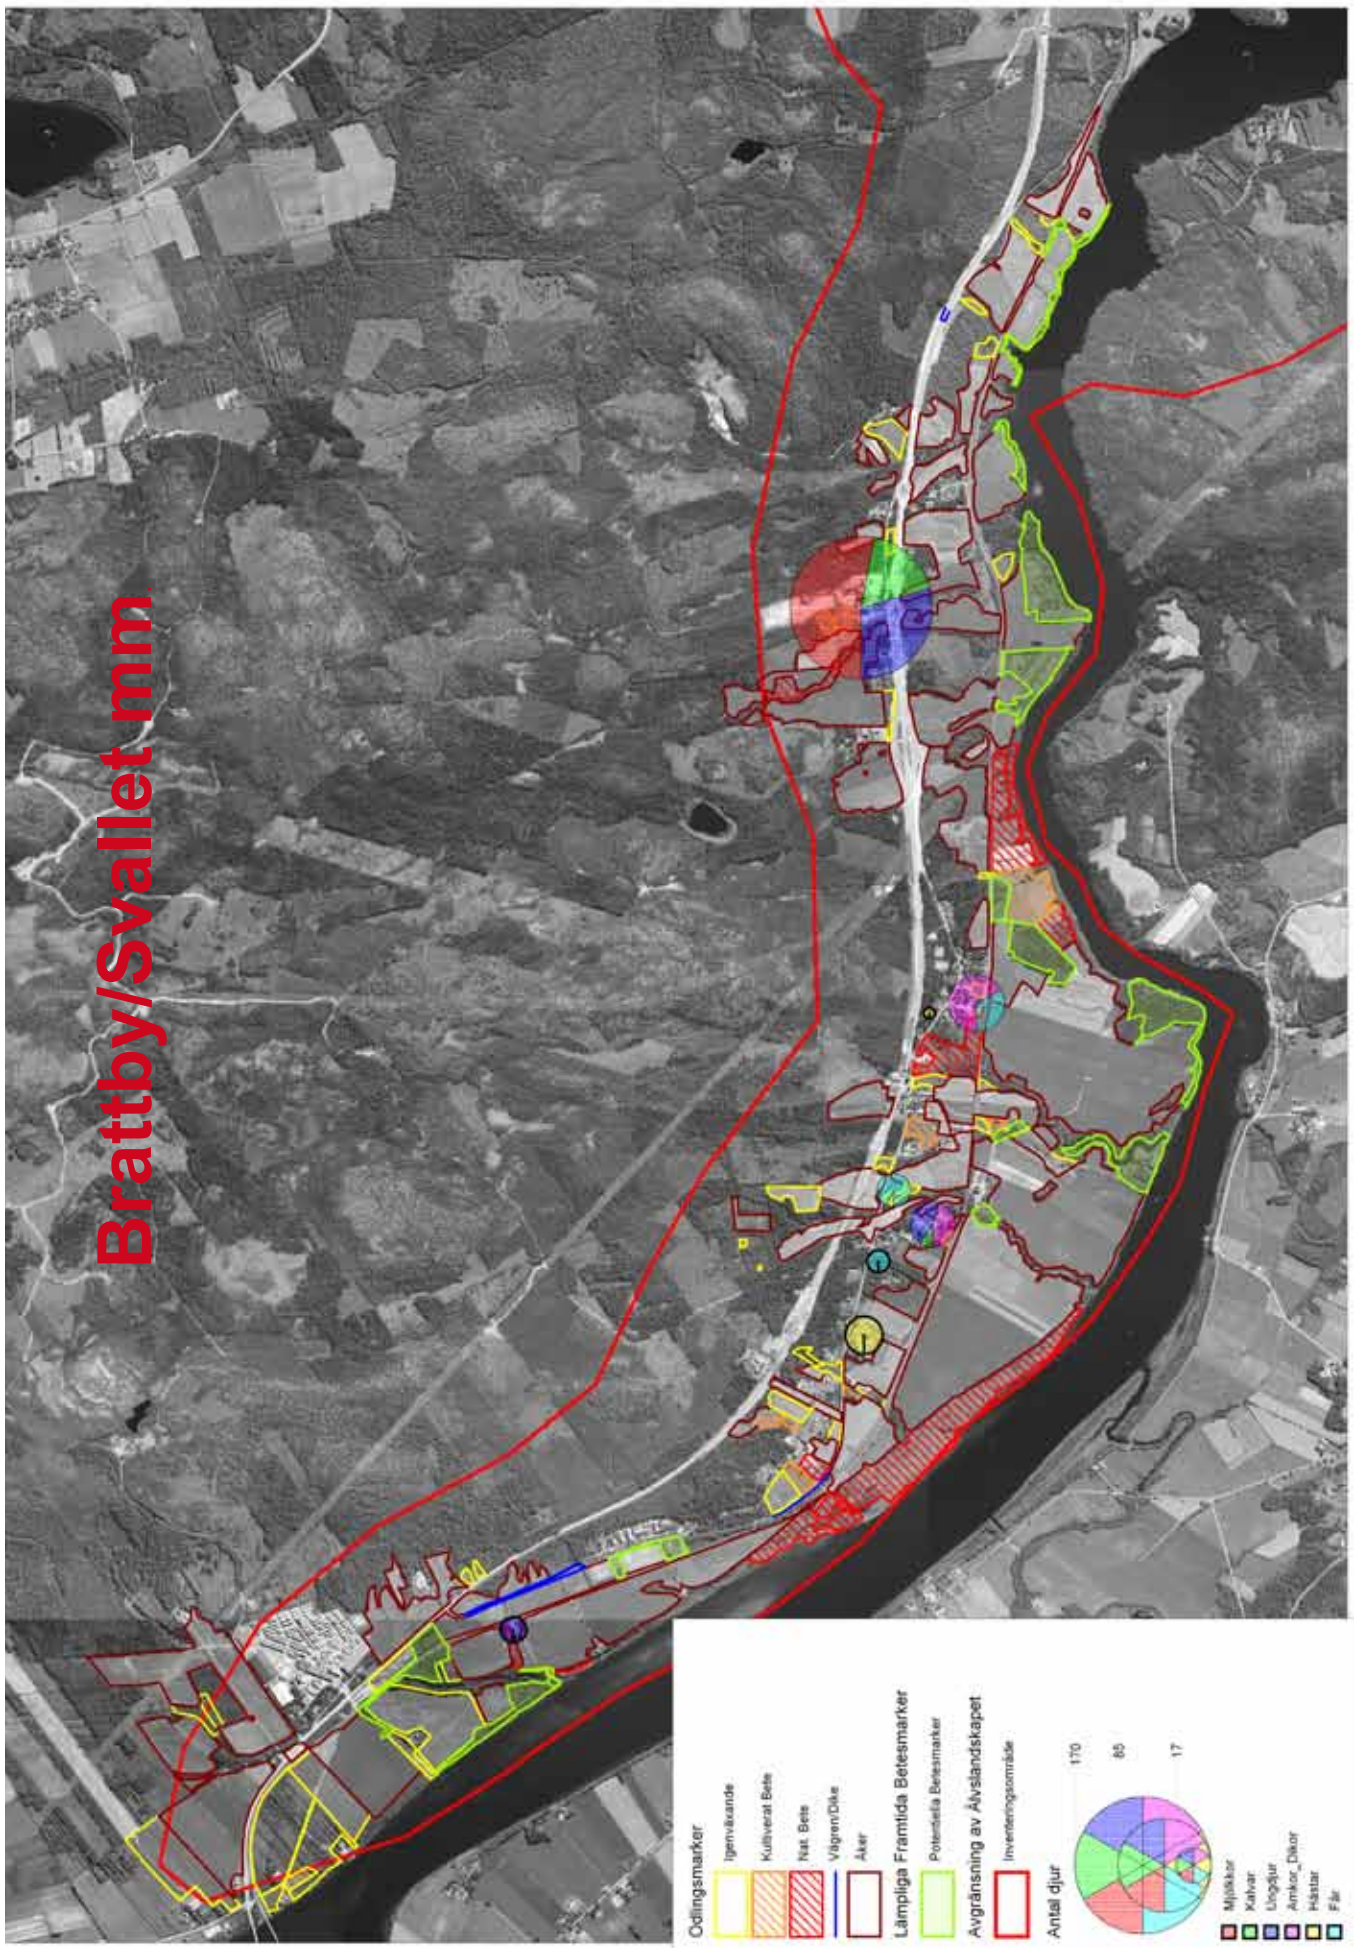 Brattby/Svallet mm
Odlingsmarker
Igenväxande
Kultiverat Bete
Nat. Bete
Vägren/Dike
Åker
Lämpliga Framtida Betesmarker
Potentiella Betesmarker
Avgränsning av Älvslandskapet
Inventeringsområde
Antal djur
170
85
17
Mjölkkor
Kalvar
Ungdjur
Amkor_Dikor
Hästar
Får